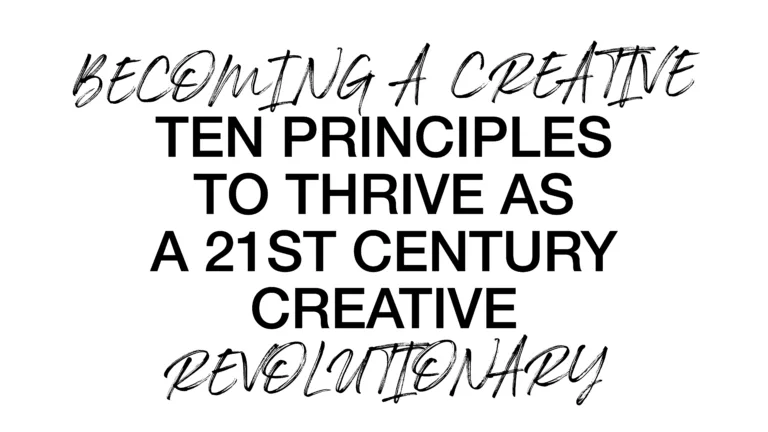 BECOMING A CREATIVE
TEN PRINCIPLES
TO THRIVE AS
A 21ST CENTURY
CREATIVE
REVOLUTIONARY